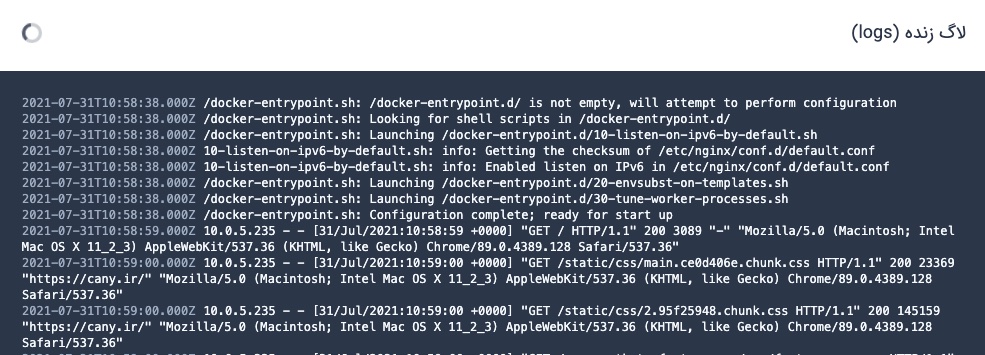 لاگ زنده (logs)
2021-07-31T10:58:38.000Z /docker-entrypoint.sh: /docker-entrypoint.d/ is not empty, will attempt to perform configuration
2021-07-31T10:58:38.000Z /docker-entrypoint.sh: Looking for shell scripts in /docker-entrypoint.d/
2021-07-31T10:58:38.000Z /docker-entrypoint.sh: Launching /docker-entrypoint.d/10-listen-on-ipv6-by-default.sh
2021-07-31T10:58:38.000Z 10-listen-on-ipv6-by-default.sh: info: Getting the checksum of /etc/nginx/conf.d/default.conf
2021-07-31T10:58:38.000Z 10-listen-on-ipv6-by-default.sh: info: Enabled listen on IPv6 in /etc/nginx/conf.d/default.conf
2021-07-31T10:58:38.000Z /docker-entrypoint.sh: Launching /docker-entrypoint.d/20-envsubst-on-templates.sh
2021-07-31T10:58:38.000Z /docker-entrypoint.sh: Launching /docker-entrypoint.d/30-tune-worker-processes.sh
2021-07-31T10:58:38.000Z /docker-entrypoint.sh: Configuration complete; ready for start up
2021-07-31T10:58:59.000Z 10.0.5.235 - - [31/Jul/2021:10:58:59 +0000] "GET / HTTP/1.1" 200 3089 "-" "Mozilla/5.0 (Macintosh; Intel
Mac OS X 11_2_3) AppleWebKit/537.36 (KHTML, like Gecko) Chrome/89.0.4389.128 Safari/537.36"
2021-07-31T10:59:00.000Z 10.0.5.235 - - [31/Jul/2021:10:59:00 +0000] "GET /static/css/main.ce0d406e.chunk.css HTTP/1.1" 200 23369
"https://cany.ir/" "Mozilla/5.0 (Macintosh; Intel Mac OS X 11_2_3) AppleWebKit/537.36 (KHTML, like Gecko) Chrome/89.0.4389.128
Safari/537.36"
2021-07-31T10:59:00.000Z 10.0.5.235 - - [31/Jul/2021:10:59:00 +0000] "GET /static/css/2.95f25948.chunk.css HTTP/1.1" 200 145159
"https://cany.ir/" "Mozilla/5.0 (Macintosh; Intel Mac OS X 11_2_3) AppleWebKit/537.36 (KHTML, like Gecko) Chrome/89.0.4389.128
Safari/537.36"